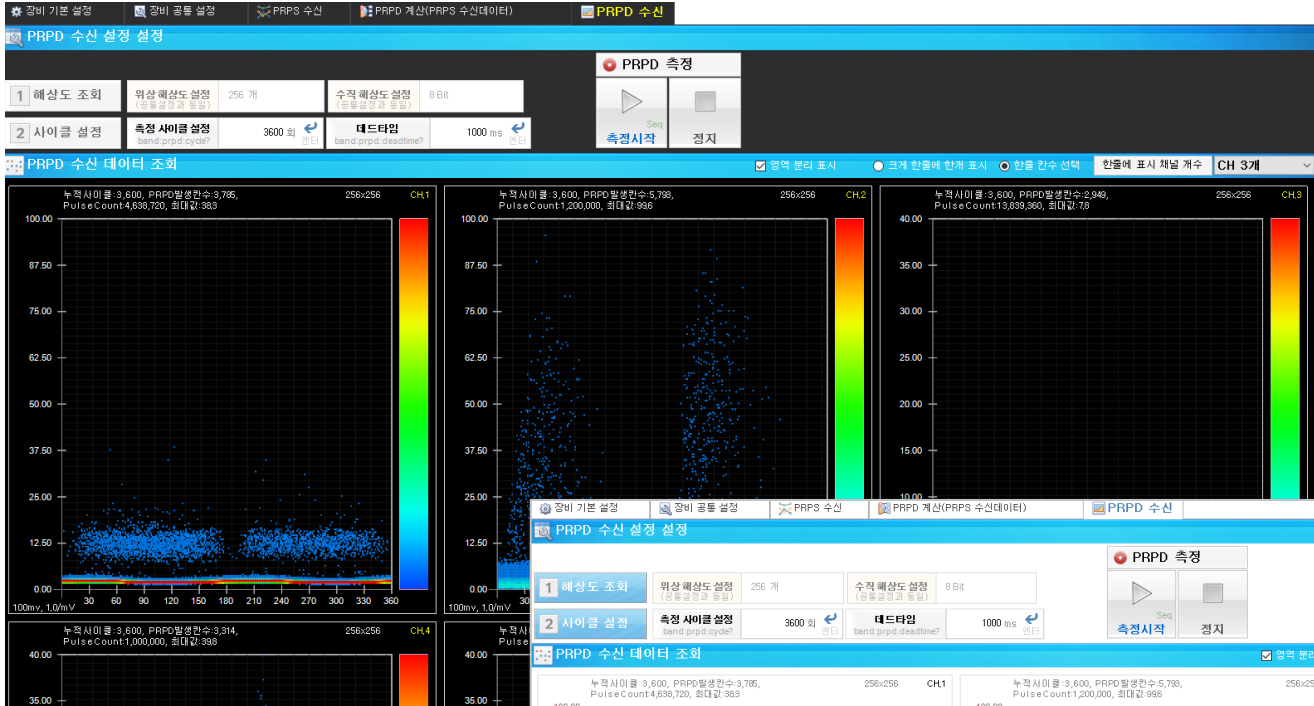 장비 기본 설정 장비 공통 설정 PRPS 수신 PRPD 계산(PRPS 수신데이터) PRPD 수신
PRPD 수신 설정 설정
PRPD 측정
1 해상도 조회 위상 해상도 설정 256 개 수직 해상도 설정 8 Bit
(공통설정과 동일) (공통설정과 동일)
Seq
2 사이클 설정 측정 사이클 설정 3600 회 데드타임 1000 ms 측정시작 정지
band:prpd:cycle? 엔터 band:prpd:deadtime? 엔터
PRPD 수신 데이터 조회 영역 분리 표시 크게 한줄에 한개 표시 한줄 칸수 선택 한줄에 표시 채널 개수 CH 3개
누적사이클:3,600, PRPD발생칸수:3,785, 256x256 CH,1
PulseCount:4,638,720, 최대값:38,3
100.00
87.50
75.00
62.50
50.00
37.50
25.00
12.50
0.00
30 60 90 120 150 180 210 240 270 300 330 360
100mv, 1,0/mV
누적사이클:3,600, PRPD발생칸수:5,793, 256x256 CH,2
PulseCount:1,200,000, 최대값:99,6
100.00
87.50
75.00
62.50
50.00
37.50
25.00
12.50
0.00
30
100mv, 1,0/mV
누적사이클:3,600, PRPD발생칸수:2,949, 256x256 CH,3
PulseCount:13,839,360, 최대값:7,8
40.00
35.00
30.00
25.00
20.00
15.00
10.00
누적사이클:3,600, PRPD발생칸수:3,314, 256x256 CH,4
PulseCount:1,000,000, 최대값:39,8
40.00
35.00
누적사
Pulse
40.00
35.00
장비 기본 설정 장비 공통 설정 PRPS 수신 PRPD 계산(PRPS 수신데이터) PRPD 수신
PRPD 수신 설정 설정
PRPD 측정
1 해상도 조회 위상 해상도 설정 256 개 수직 해상도 설정 8 Bit
(공통설정과 동일) (공통설정과 동일)
Seq
2 사이클 설정 측정 사이클 설정 3600 회 데드타임 1000 ms 측정시작 정지
band:prpd:cycle? 엔터 band:prpd:deadtime? 엔터
PRPD 수신 데이터 조회 영역 분리
누적사이클:3,600, PRPD발생칸수:3,785, 256x256 CH,1
PulseCount:4,638,720, 최대값:38,3
누적사이클:3,600, PRPD발생칸수:5,793,
PulseCount:1,200,000, 최대값:99,6